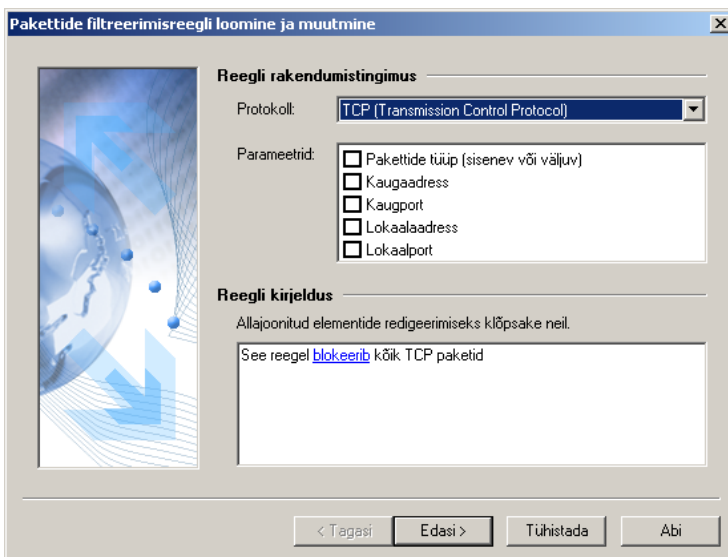 Pakettide filtreerimisreegli loomine ja muutmine
Reegli rakendumistingimus
Protokoll: TCP (Transmission Control Protocol)
Parameetrid: Pakettide tüüp (sisenev või väljuv)
Kaugaadress
Kaugport
Lokaalaadress
Lokaalport
Reegli kirjeldus
Allajoonitud elementide redigeerimiseks klõpsake neil.
See reegel blokeerib kõik TCP paketid
< Tagasi Edasi > Tühistada Abi